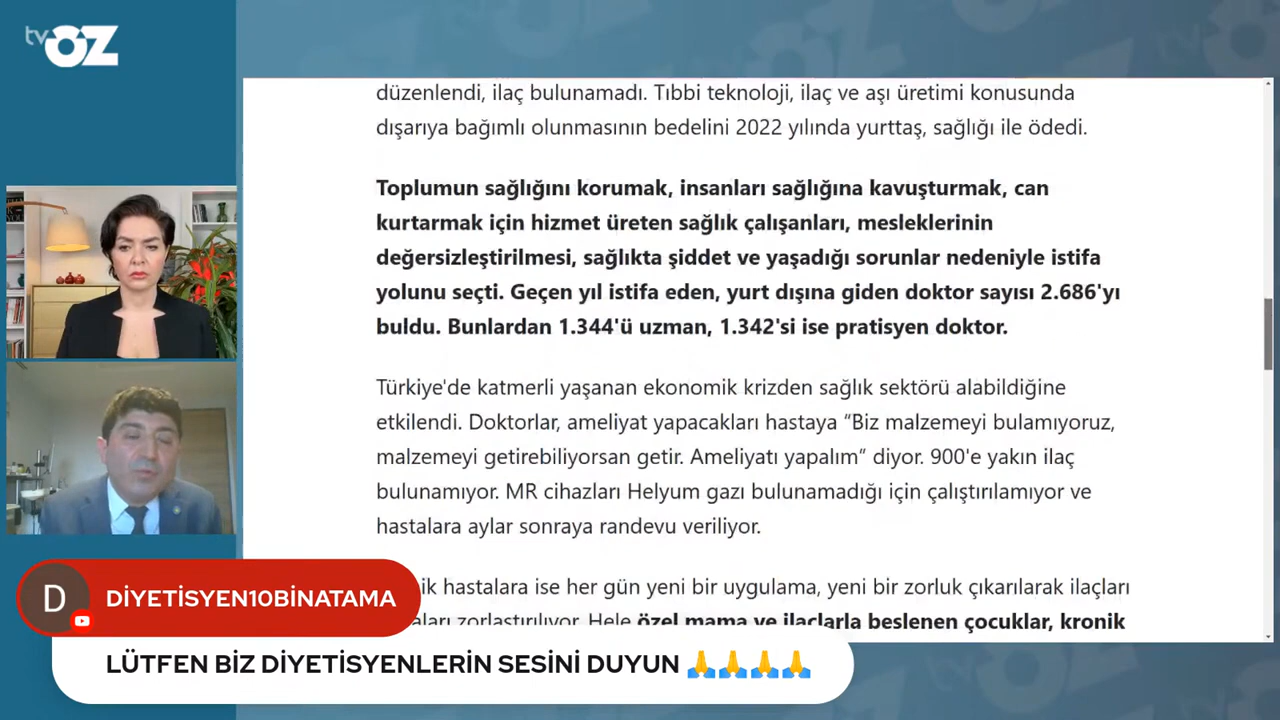 tv ÖZ
düzenlendi, ilaç bulunamadı. Tıbbi teknoloji, ilaç ve aşı üretimi konusunda
dışarıya bağımlı olunmasının bedelini 2022 yılında yurttaş, sağlığı ile ödedi.
Toplumun sağlığını korumak, insanları sağlığına kavuşturmak, can
kurtarmak için hizmet üreten sağlık çalışanları, mesleklerinin
değersizleştirilmesi, sağlıkta şiddet ve yaşadığı sorunlar nedeniyle istifa
yolunu seçti. Geçen yıl istifa eden, yurt dışına giden doktor sayısı 2.686'yı
buldu. Bunlardan 1.344'ü uzman, 1.342'si ise pratisyen doktor.
Türkiye'de katmerli yaşanan ekonomik krizden sağlık sektörü alabildiğine
etkilendi. Doktorlar, ameliyat yapacakları hastaya “Biz malzemeyi bulamıyoruz,
malzemeyi getirebiliyorsan getir. Ameliyatı yapalım” diyor. 900'e yakın ilaç
bulunamıyor. MR cihazları Helyum gazı bulunamadığı için çalıştırılamıyor ve
hastalara aylar sonraya randevu veriliyor.
hastalara ise her gün yeni bir uygulama, yeni bir zorluk çıkarılarak ilaçları
zorlaştırılıyor. Hele özel mama ve ilaçlarla beslenen çocuklar, kronik
D
DİYETİSYEN10BİNATAMA
LÜTFEN BİZ DİYETİSYENLERİN SESİNİ DUYUN 🙏🙏🙏🙏